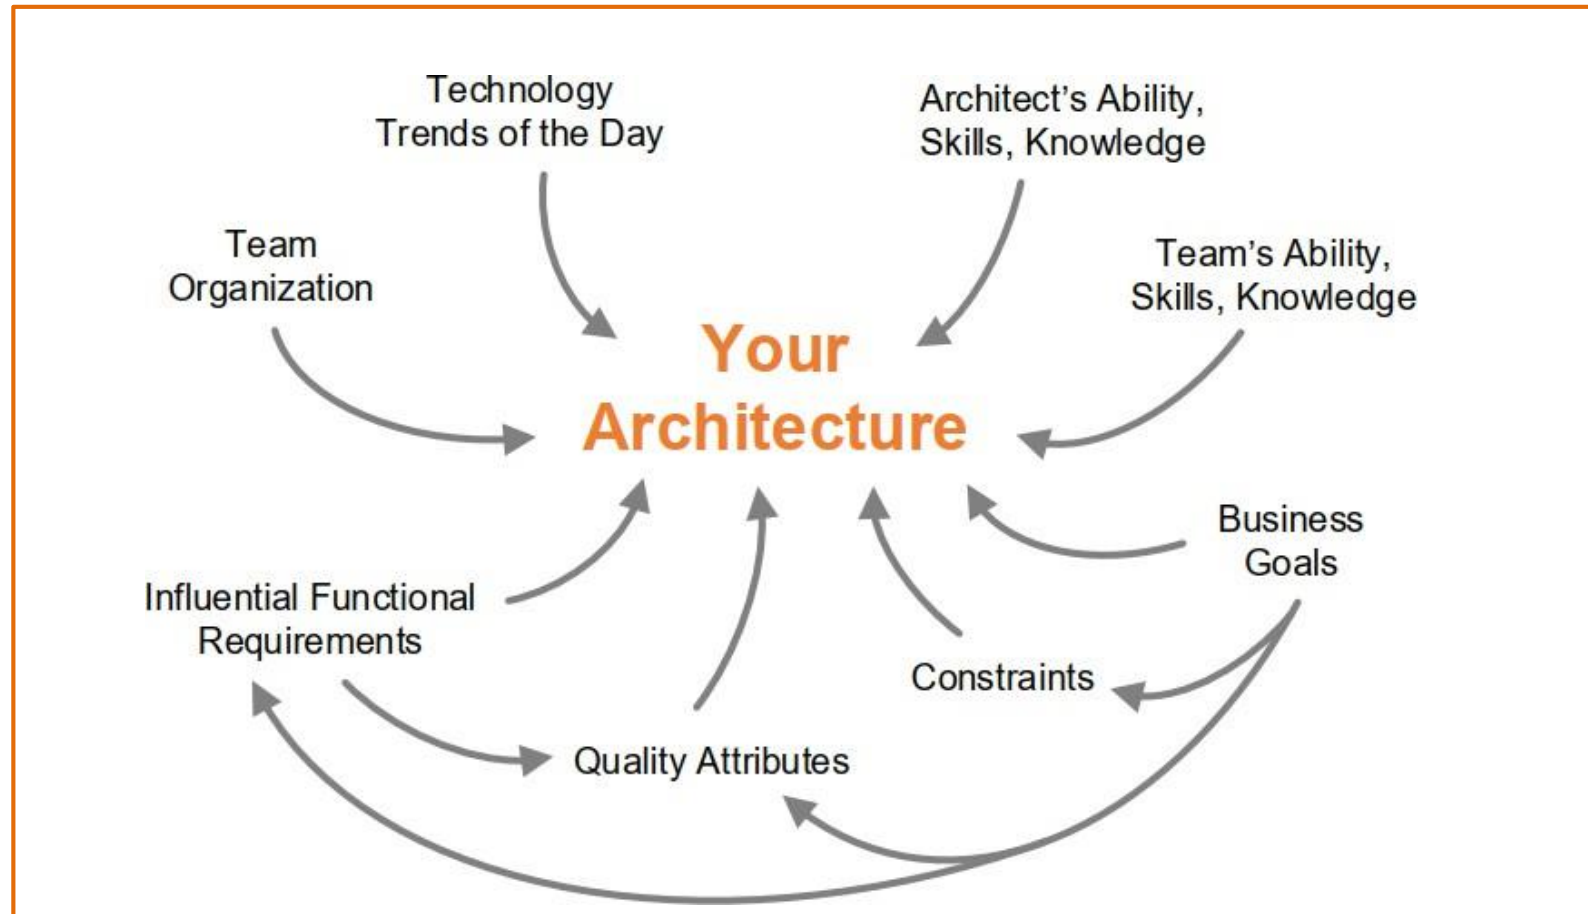 Technology
Trends of the Day
Architect's Ability,
Skills, Knowledge
Team
Organization
Team's Ability,
Skills, Knowledge
Your
Architecture
Business
Goals
Influential Functional
Requirements
Constraints
Quality Attributes